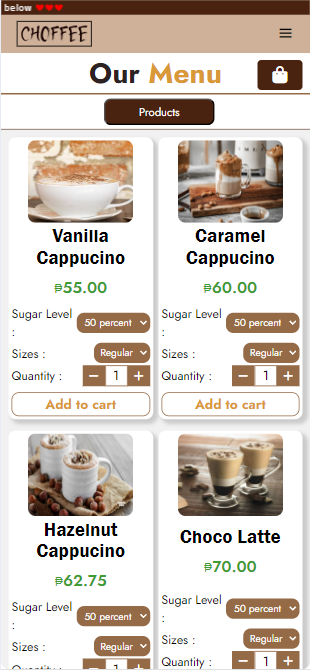 below ❤❤❤
CHOFFEE
Our Menu
Products
Vanilla Cappucino
Caramel Cappucino
₱55.00
₱60.00
Sugar Level :
50 percent
Sugar Level :
50 percent
Sizes :
Regular
Sizes :
Regular
Quantity :
− 1 +
Quantity :
− 1 +
Add to cart
Add to cart
Hazelnut Cappucino
Choco Latte
₱62.75
₱70.00
Sugar Level :
50 percent
Sugar Level :
50 percent
Sizes :
Regular
Sizes :
Regular
Quantity :
− 1 +
Quantity :
− 1 +